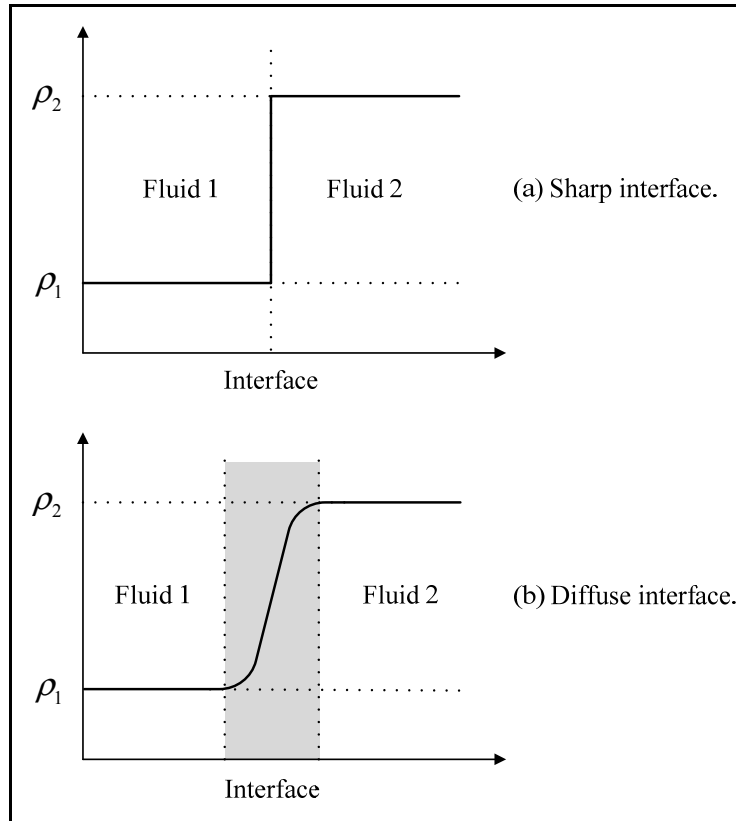 ρ₂
Fluid 1
Fluid 2
(a) Sharp interface.
ρ₁
Interface
ρ₂
Fluid 1
Fluid 2
(b) Diffuse interface.
ρ₁
Interface